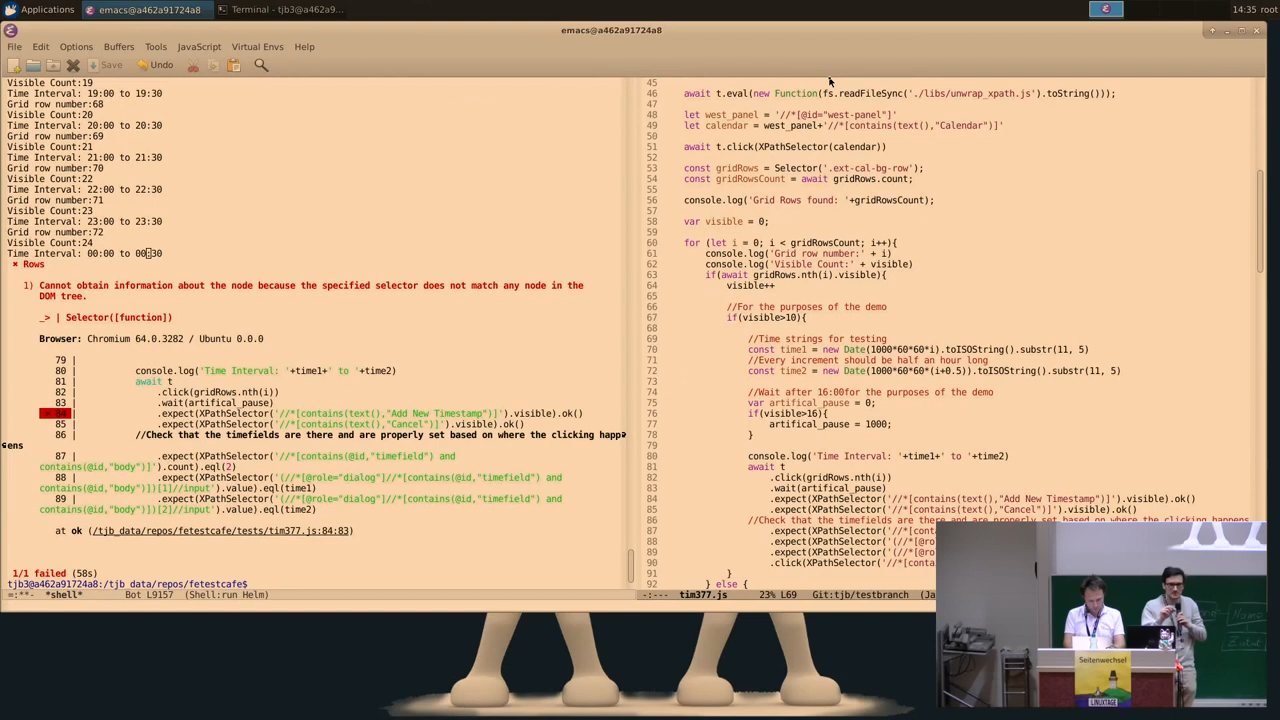 Applications
emacs@a462a91724a8
Terminal - tjb3@a462a9...
14:35 root
emacs@a462a91724a8
File Edit Options Buffers Tools JavaScript Virtual Envs Help
Save Undo
Visible Count:19
Time Interval: 19:00 to 19:30
Grid row number:68
Visible Count:20
Time Interval: 20:00 to 20:30
Grid row number:69
Visible Count:21
Time Interval: 21:00 to 21:30
Grid row number:70
Visible Count:22
Time Interval: 22:00 to 22:30
Grid row number:71
Visible Count:23
Time Interval: 23:00 to 23:30
Grid row number:72
Visible Count:24
Time Interval: 00:00 to 00:30
✖ Rows
1) Cannot obtain information about the node because the specified selector does not match any node in the
DOM tree.
_> | Selector([function])
Browser: Chromium 64.0.3282 / Ubuntu 0.0.0
79 |
80 | console.log('Time Interval: '+time1+' to '+time2)
81 | await t
82 | .click(gridRows.nth(i))
83 | .wait(artifical_pause)
> 84 | .expect(XPathSelector('//*[contains(text(),"Add New Timestamp")]').visible).ok()
85 | .expect(XPathSelector('//*[contains(text(),"Cancel")]').visible).ok()
86 | //Check that the timefields are there and are properly set based on where the clicking happ
ens
87 | .expect(XPathSelector('//*[contains(@id,"timefield") and
contains(@id,"body")]').count).eql(2)
88 | .expect(XPathSelector('(//*[@role="dialog"]//*[contains(@id,"timefield") and
contains(@id,"body")])[1]//input').value).eql(time1)
89 | .expect(XPathSelector('(//*[@role="dialog"]//*[contains(@id,"timefield") and
contains(@id,"body")])[2]//input').value).eql(time2)
at ok (/tjb_data/repos/fetestcafe/tests/tim377.js:84:83)
1/1 failed (58s)
tjb3@a462a91724a8:/tjb_data/repos/fetestcafe$
=:**- *shell* Bot L9157 (Shell:run Helm)
45
46 await t.eval(new Function(fs.readFileSync('./libs/unwrap_xpath.js').toString()));
47
48 let west_panel = '//*[@id="west-panel"]'
49 let calendar = west_panel+'//*[contains(text(),"Calendar")]'
50
51 await t.click(XPathSelector(calendar))
52
53 const gridRows = Selector('.ext-cal-bg-row');
54 const gridRowsCount = await gridRows.count;
55
56 console.log('Grid Rows found: '+gridRowsCount);
57
58 var visible = 0;
59
60 for (let i = 0; i < gridRowsCount; i++){
61 console.log('Grid row number:' + i)
62 console.log('Visible Count:' + visible)
63 if(await gridRows.nth(i).visible){
64 visible++
65
66 //For the purposes of the demo
67 if(visible>10){
68
69 //Time strings for testing
70 const time1 = new Date(1000*60*60*i).toISOString().substr(11, 5)
71 //Every increment should be half an hour long
72 const time2 = new Date(1000*60*60*(i+0.5)).toISOString().substr(11, 5)
73
74 //Wait after 16:00for the purposes of the demo
75 var artifical_pause = 0;
76 if(visible>16){
77 artifical_pause = 1000;
78 }
79
80 console.log('Time Interval: '+time1+' to '+time2)
81 await t
82 .click(gridRows.nth(i))
83 .wait(artifical_pause)
84 .expect(XPathSelector('//*[contains(text(),"Add New Timestamp")]').visible).ok()
85 .expect(XPathSelector('//*[contains(text(),"Cancel")]').visible).ok()
86 //Check that the timefields are there and are properly set based on where the clicking happens
87 .expect(XPathSelector('//*[conta
88 .expect(XPathSelector('(//*[@ro
89 .expect(XPathSelector('(//*[@ro
90 .click(XPathSelector('//*[conta
91 }
92 } else {
-:--- tim377.js 23% L69 Git:tjb/testbranch (Ja
Seitenwechsel
LINUXTAGE